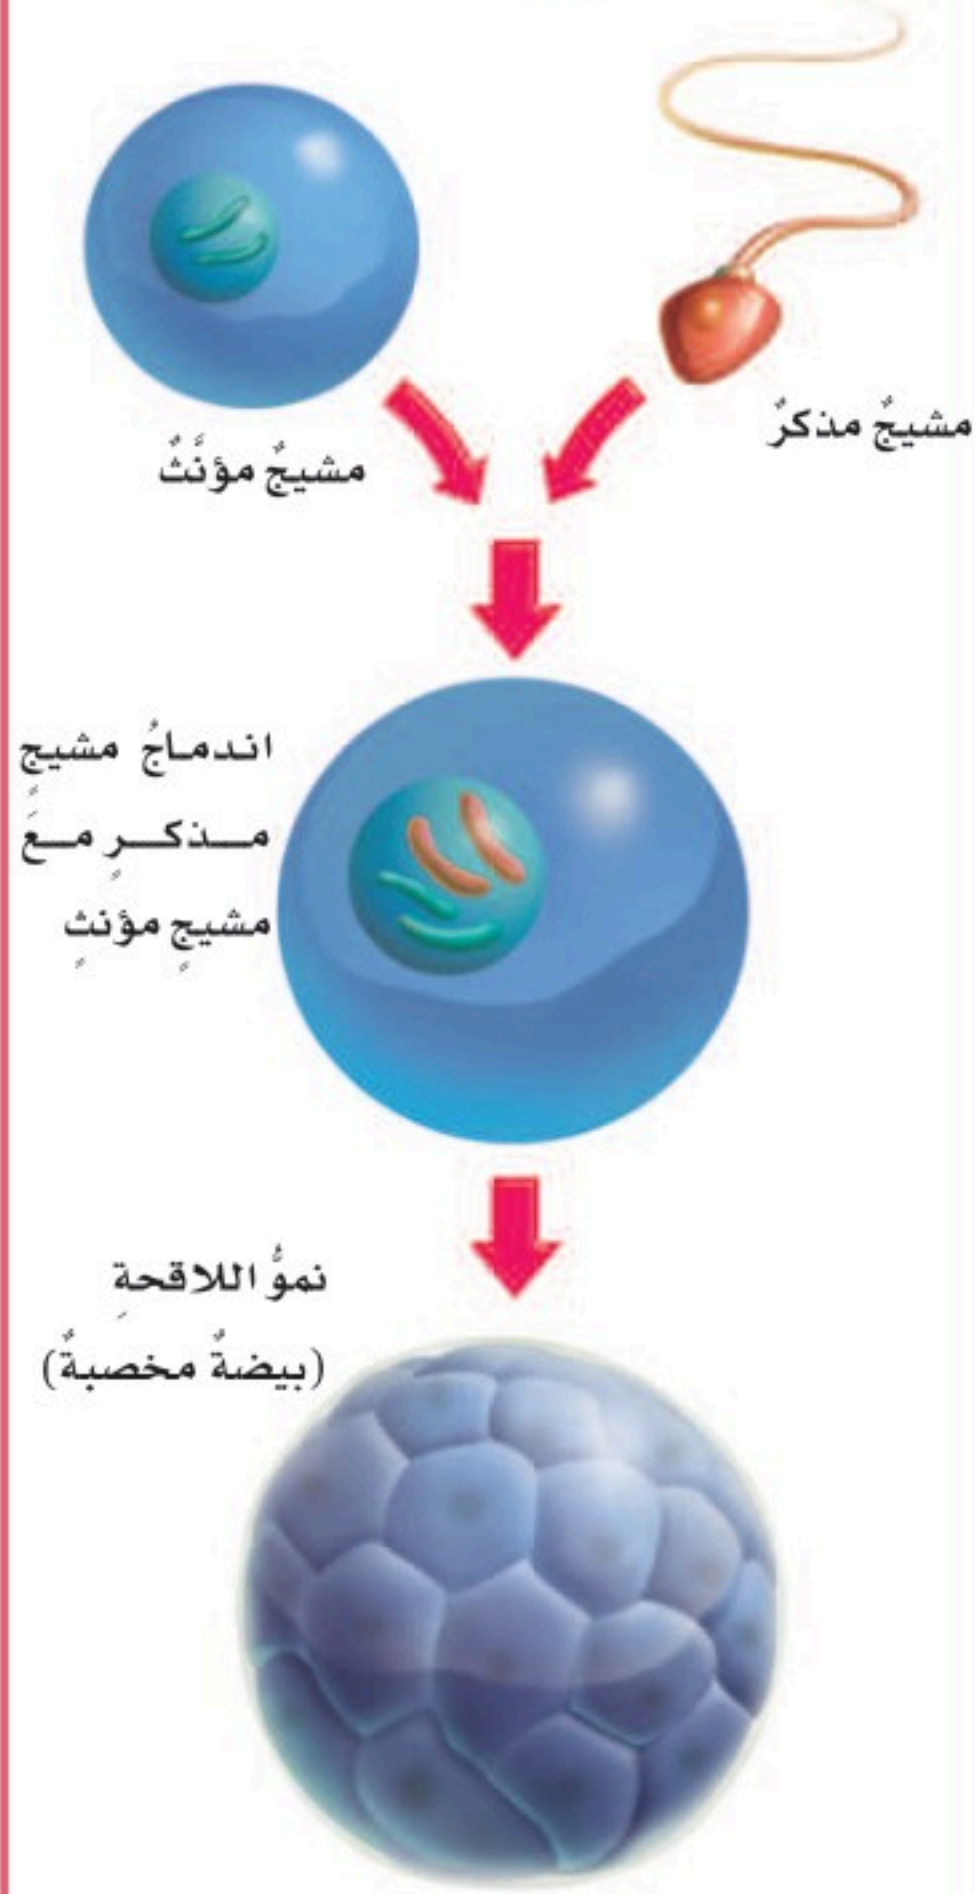 مشيجٌ مذكرٌ
مشيجٌ مؤنَّثٌ
اندماجُ مشيجٍ
مذكرٍ معَ
مشيجٍ مؤنثٍ
نموُّ اللاقحةِ
(بيضةٌ مخصبةٌ)